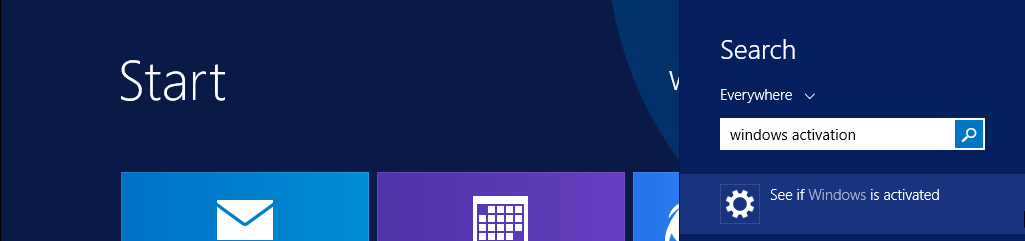 Start
Search
Everywhere
windows activation
See if Windows is activated